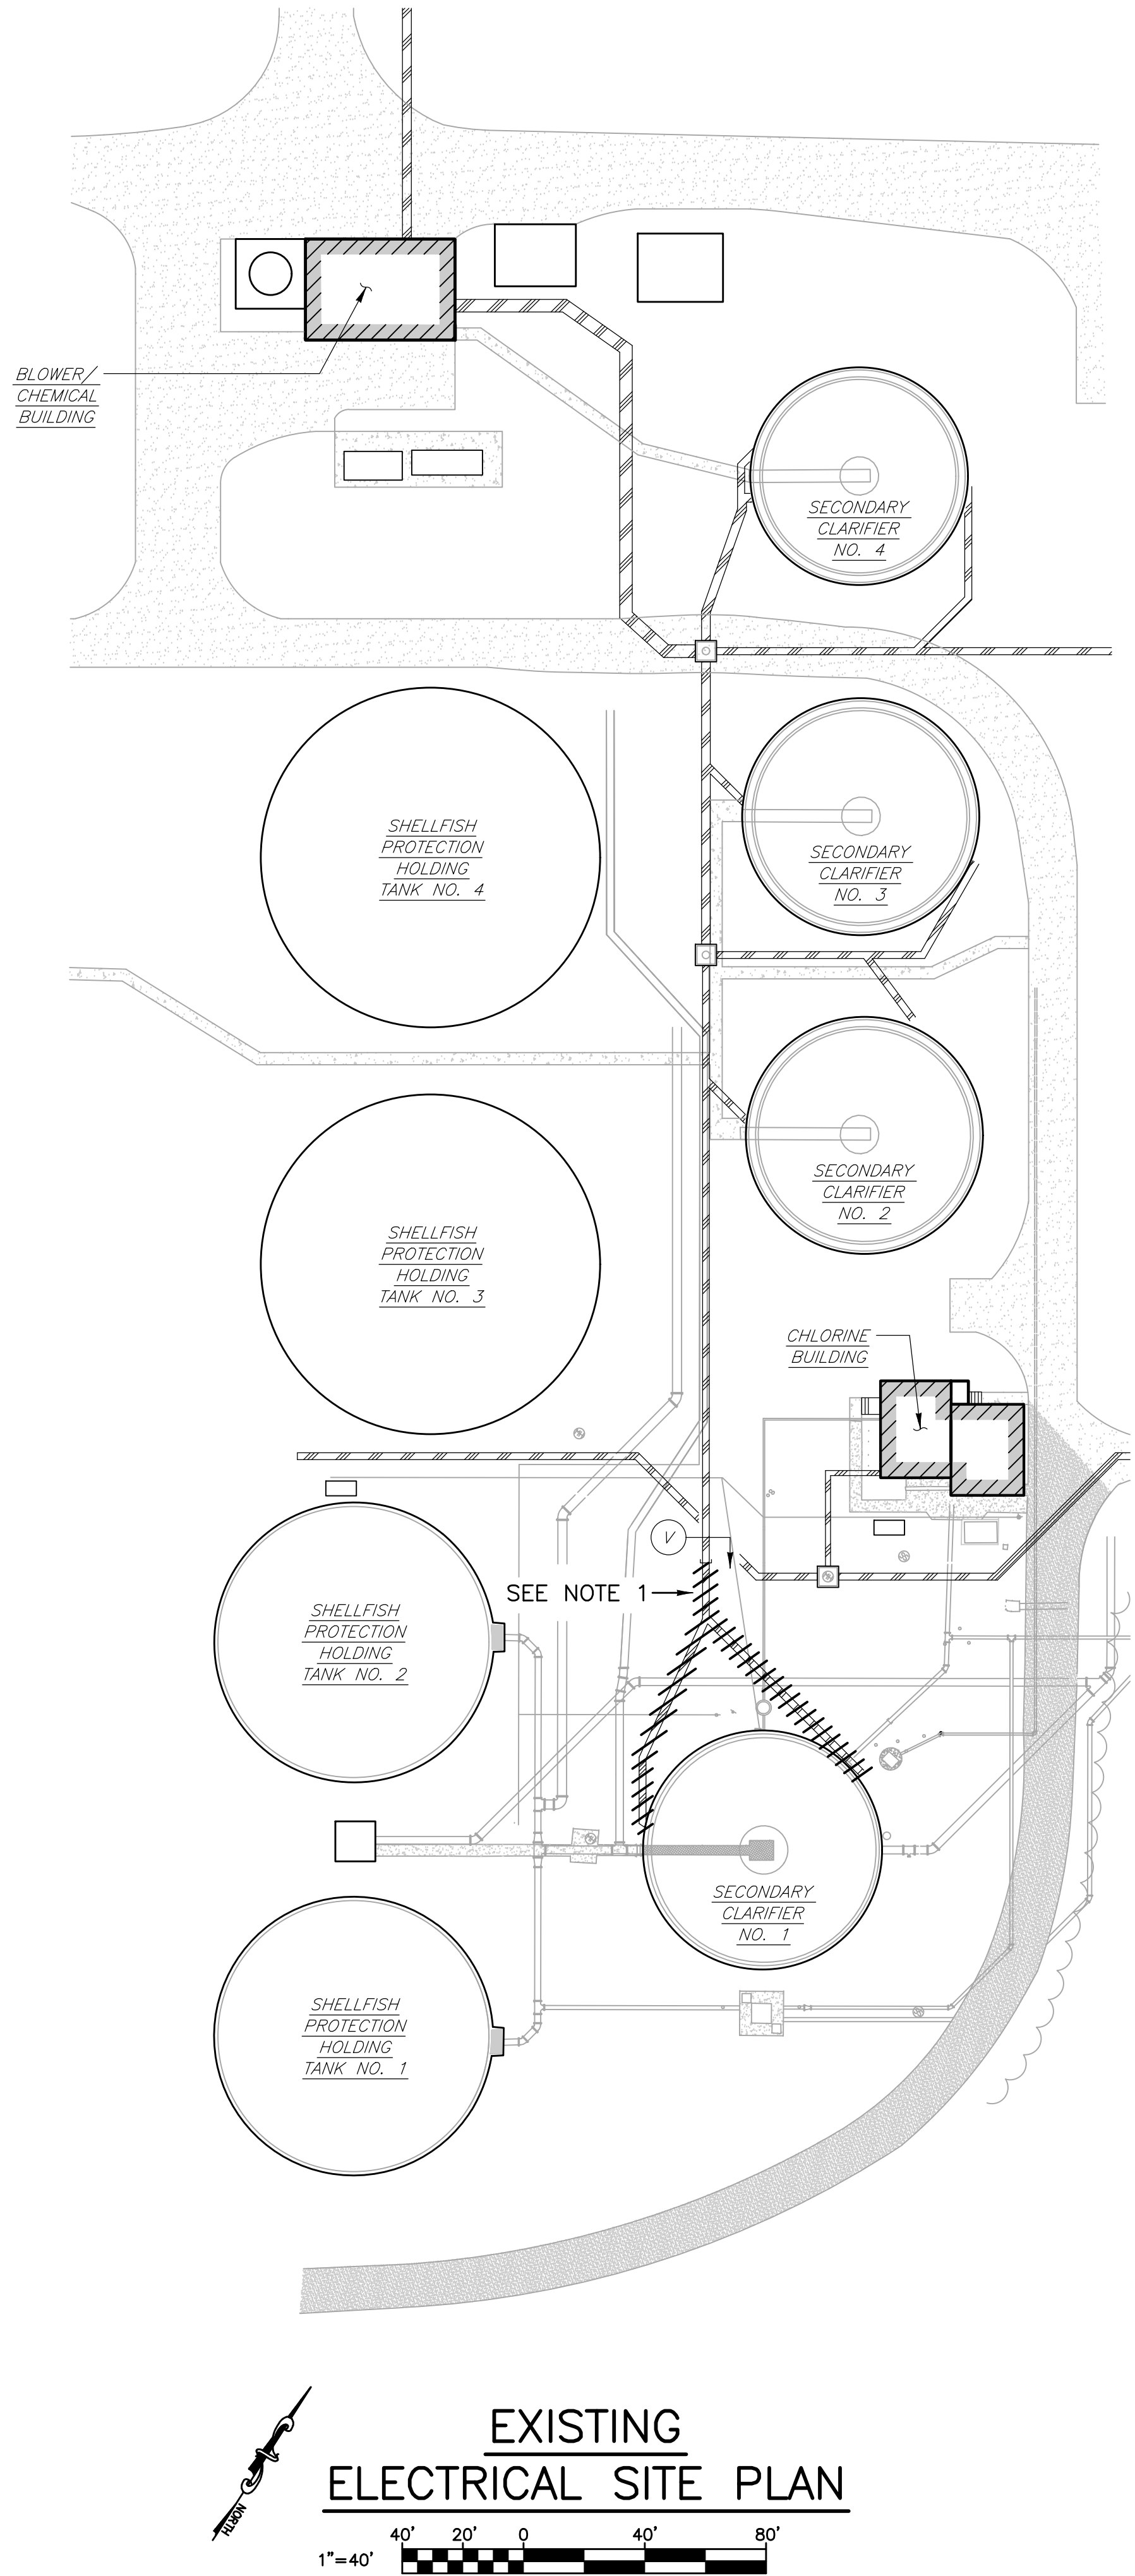 BLOWER/
CHEMICAL
BUILDING
SECONDARY
CLARIFIER
NO. 4
SHELLFISH
PROTECTION
HOLDING
TANK NO. 4
SECONDARY
CLARIFIER
NO. 3
SECONDARY
CLARIFIER
NO. 2
SHELLFISH
PROTECTION
HOLDING
TANK NO. 3
CHLORINE
BUILDING
V
SEE NOTE 1
SHELLFISH
PROTECTION
HOLDING
TANK NO. 2
SECONDARY
CLARIFIER
NO. 1
SHELLFISH
PROTECTION
HOLDING
TANK NO. 1
NORTH
EXISTING
ELECTRICAL SITE PLAN
40' 20' 0 40' 80'
1"=40'